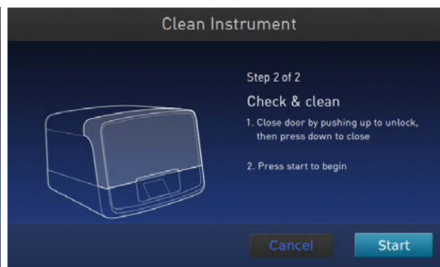 Clean Instrument
Step 2 of 2
Check & clean
1. Close door by pushing up to unlock,
then press down to close
2. Press start to begin
Cancel
Start